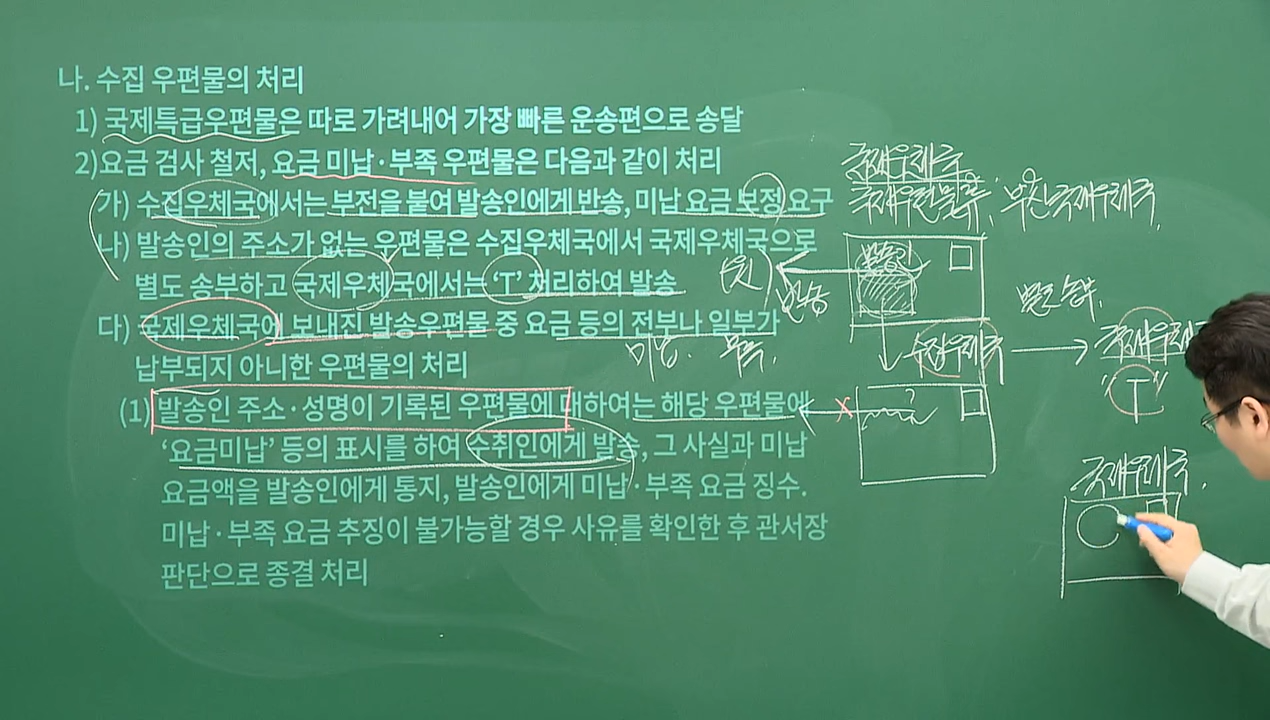 나. 수집 우편물의 처리
1) 국제특급우편물은 따로 가려내어 가장 빠른 운송편으로 송달
2)요금 검사 철저, 요금 미납·부족 우편물은 다음과 같이 처리
가) 수집우체국에서는 부전을 붙여 발송인에게 반송, 미납 요금 보정 요구
나) 발송인의 주소가 없는 우편물은 수집우체국에서 국제우체국으로
별도 송부하고 국제우체국에서는 ‘T’ 처리하여 발송
다) 국제우체국에 보내진 발송우편물 중 요금 등의 전부나 일부가
납부되지 아니한 우편물의 처리
(1) 발송인 주소·성명이 기록된 우편물에 대하여는 해당 우편물에
‘요금미납’ 등의 표시를 하여 수취인에게 발송, 그 사실과 미납
요금액을 발송인에게 통지, 발송인에게 미납·부족 요금 징수.
미납·부족 요금 추징이 불가능할 경우 사유를 확인한 후 관서장
판단으로 종결 처리
국제우체국
국제우편물류, 부산국제우체국.
반송
미납. 부족.
수집우체국
별도 송부.
국제우체
“T”
국제우체국.